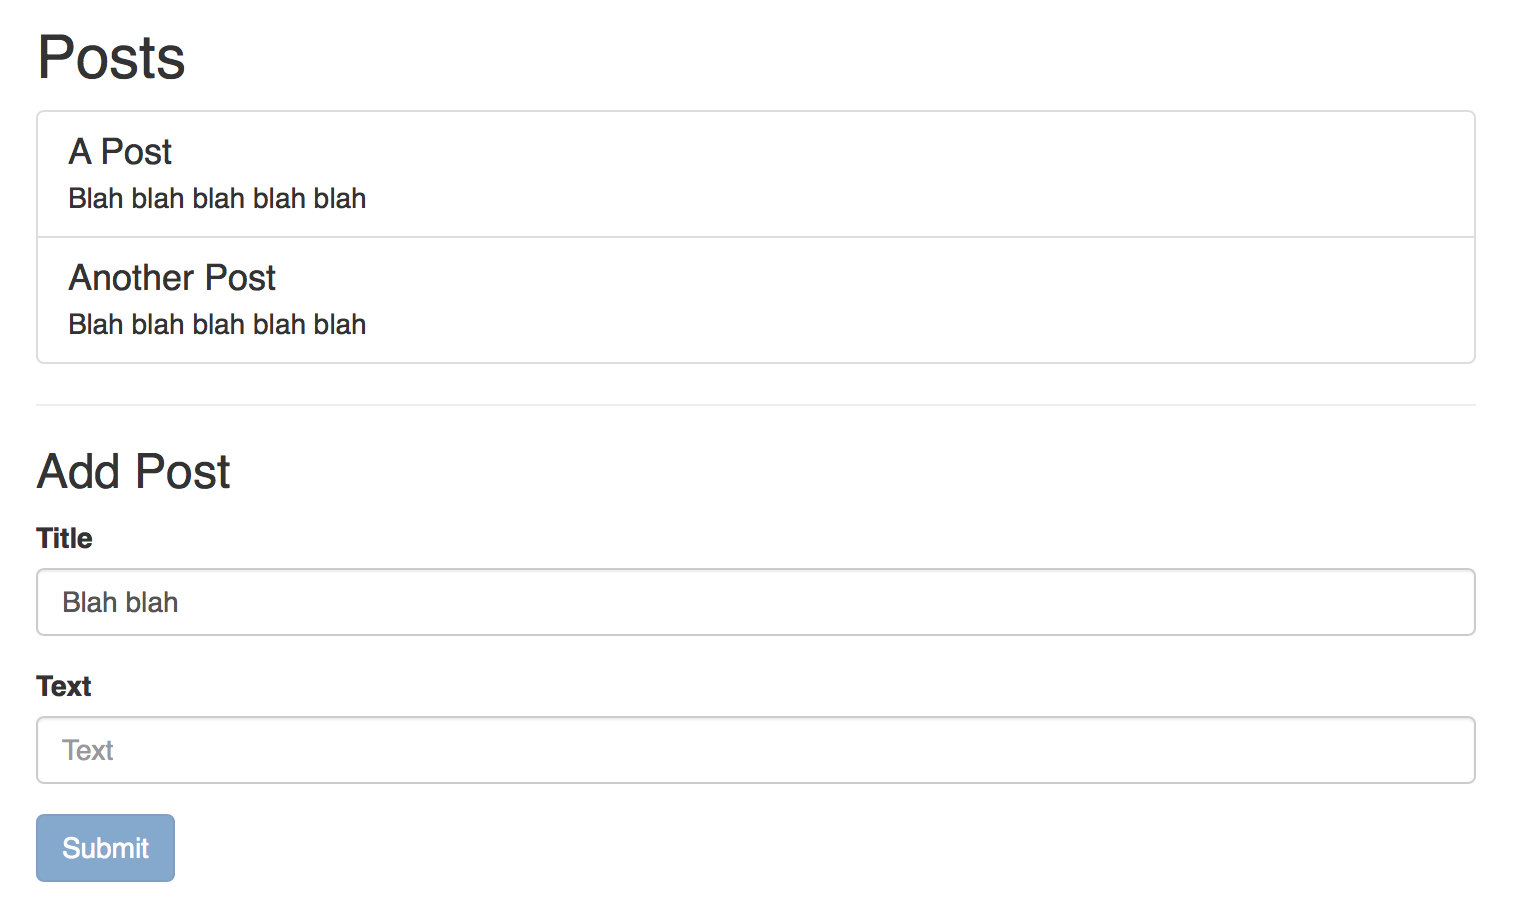 Posts
A Post
Blah blah blah blah blah
Another Post
Blah blah blah blah blah
Add Post
Title
Blah blah
Text
Text
Submit